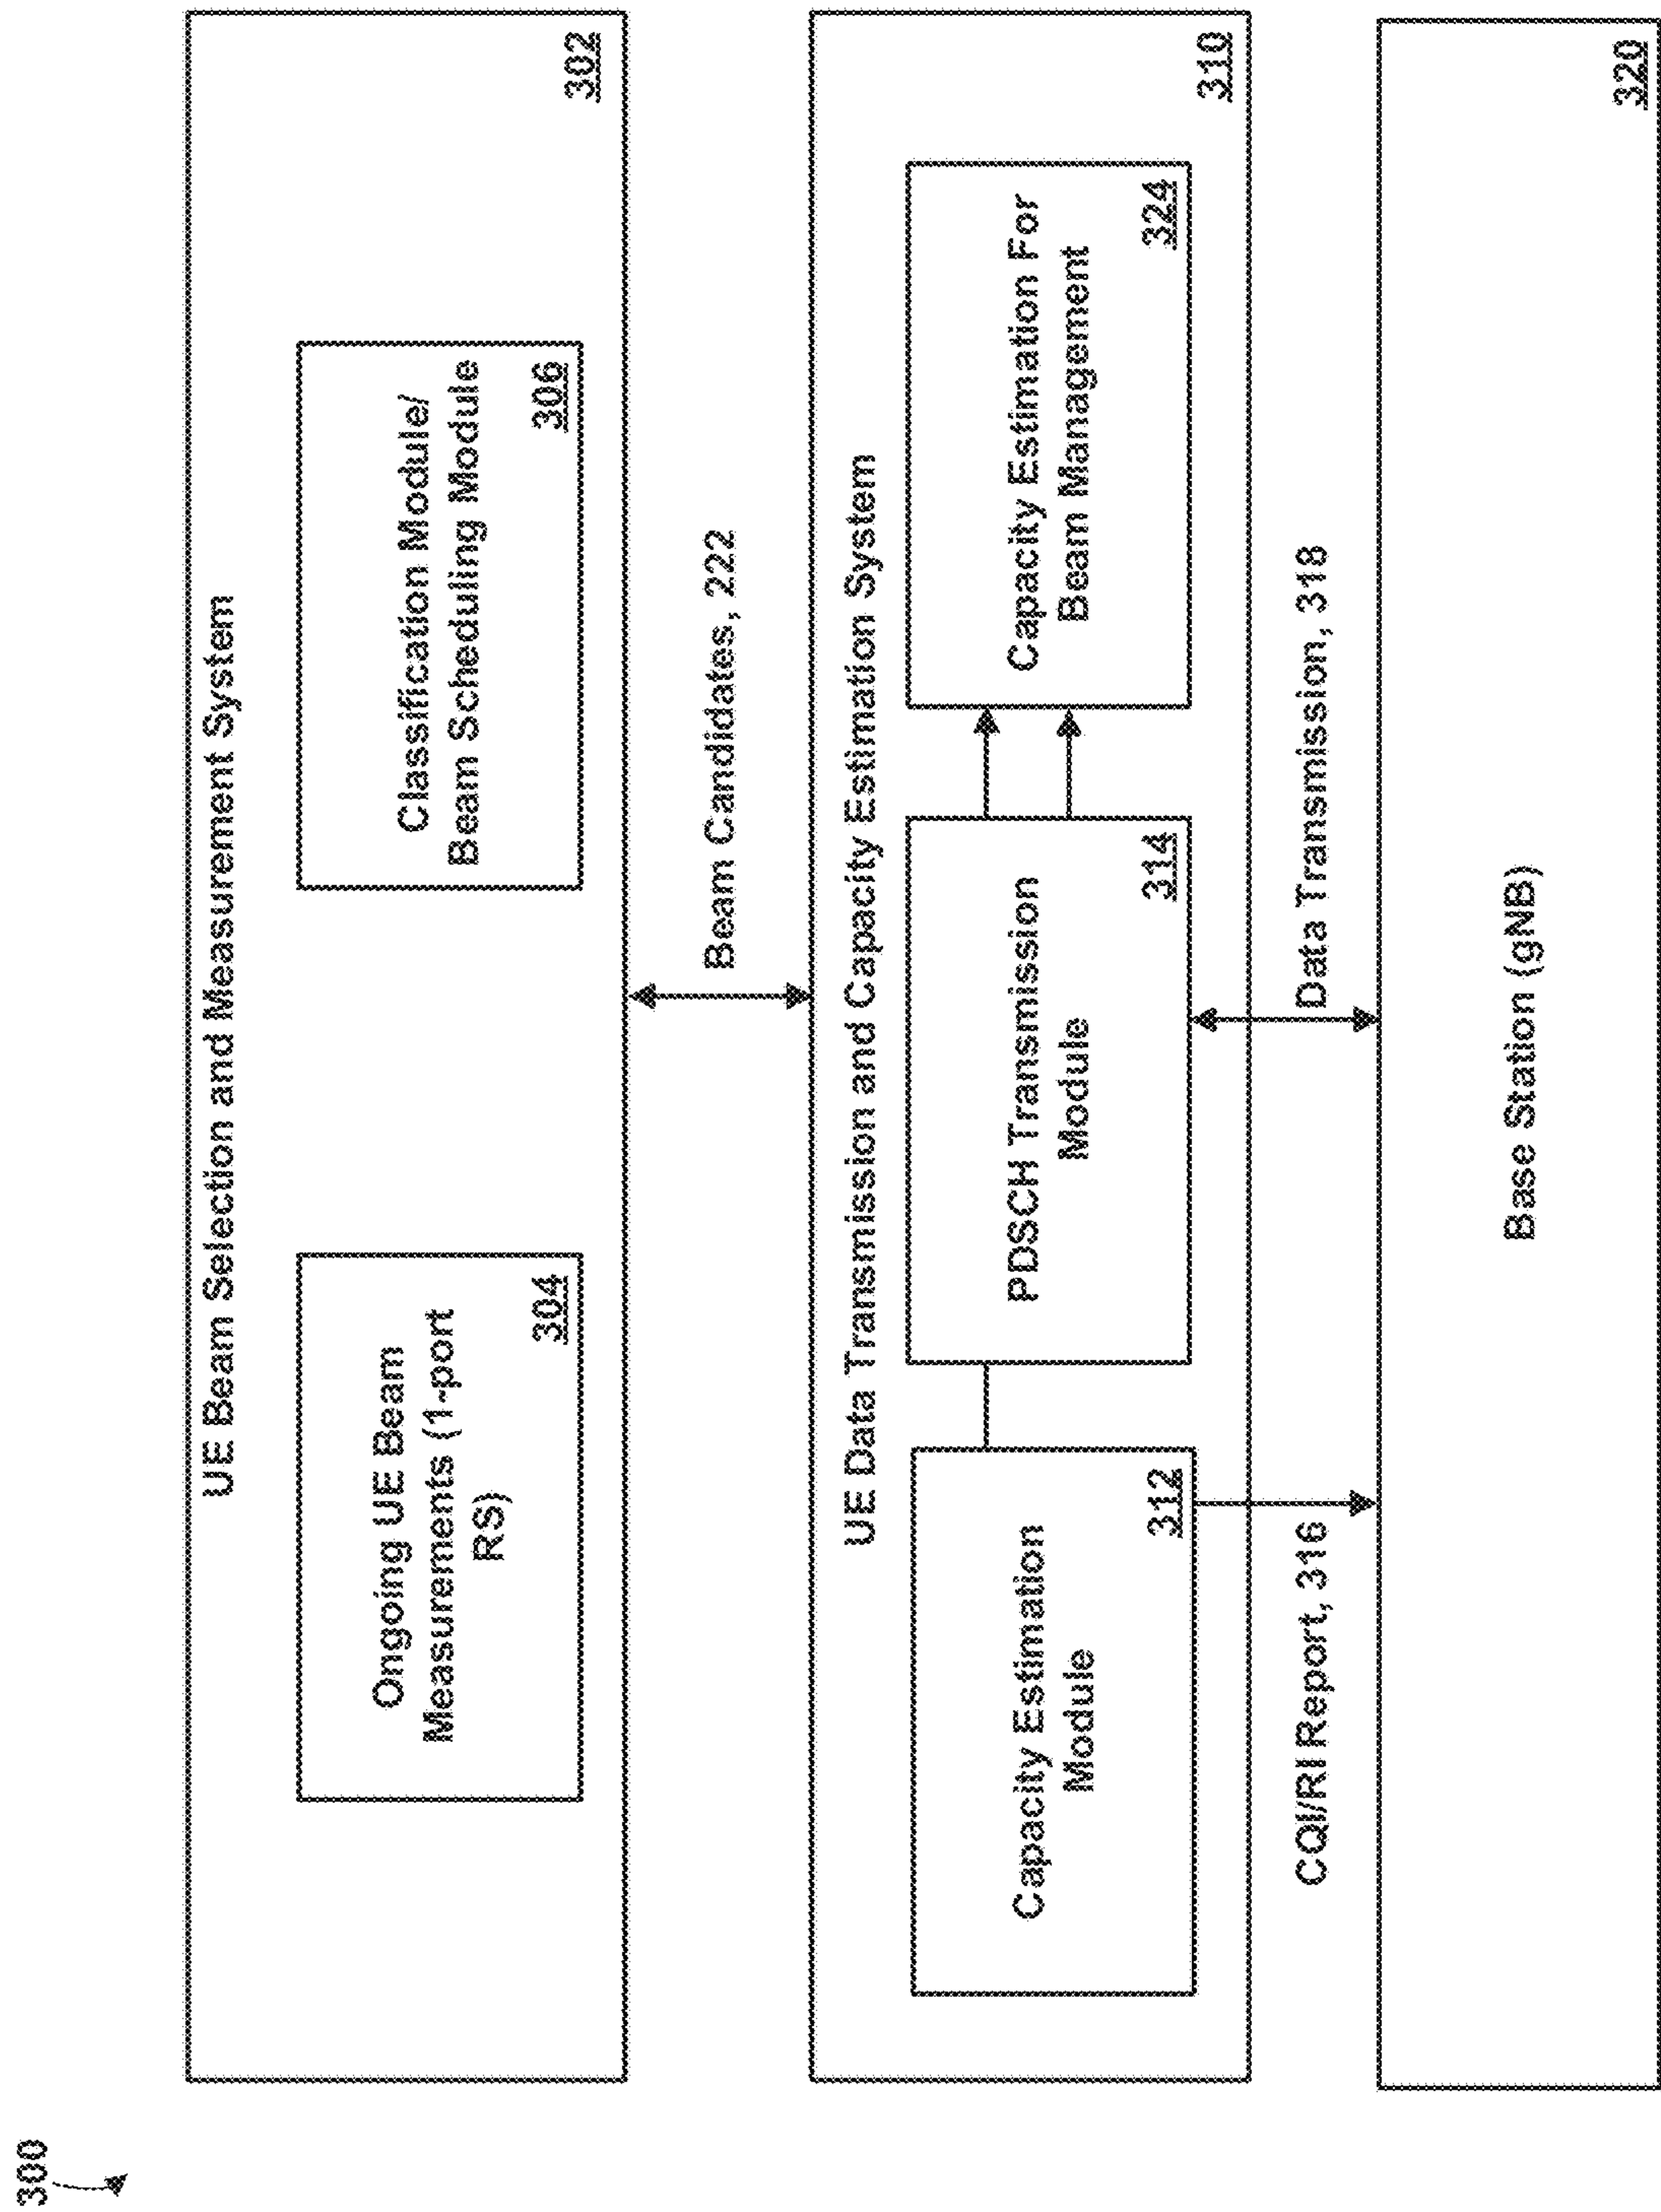 300
UE Beam Selection and Measurement System
Ongoing UE Beam
Measurements (1-port
RS)
304
Classification Module/
Beam Scheduling Module
306
302
Beam Candidates, 222
UE Data Transmission and Capacity Estimation System
Capacity Estimation
Module
312
PDSCH Transmission
Module
314
Capacity Estimation For
Beam Management
324
310
CQI/RI Report, 316
Data Transmission, 318
Base Station (gNB)
320